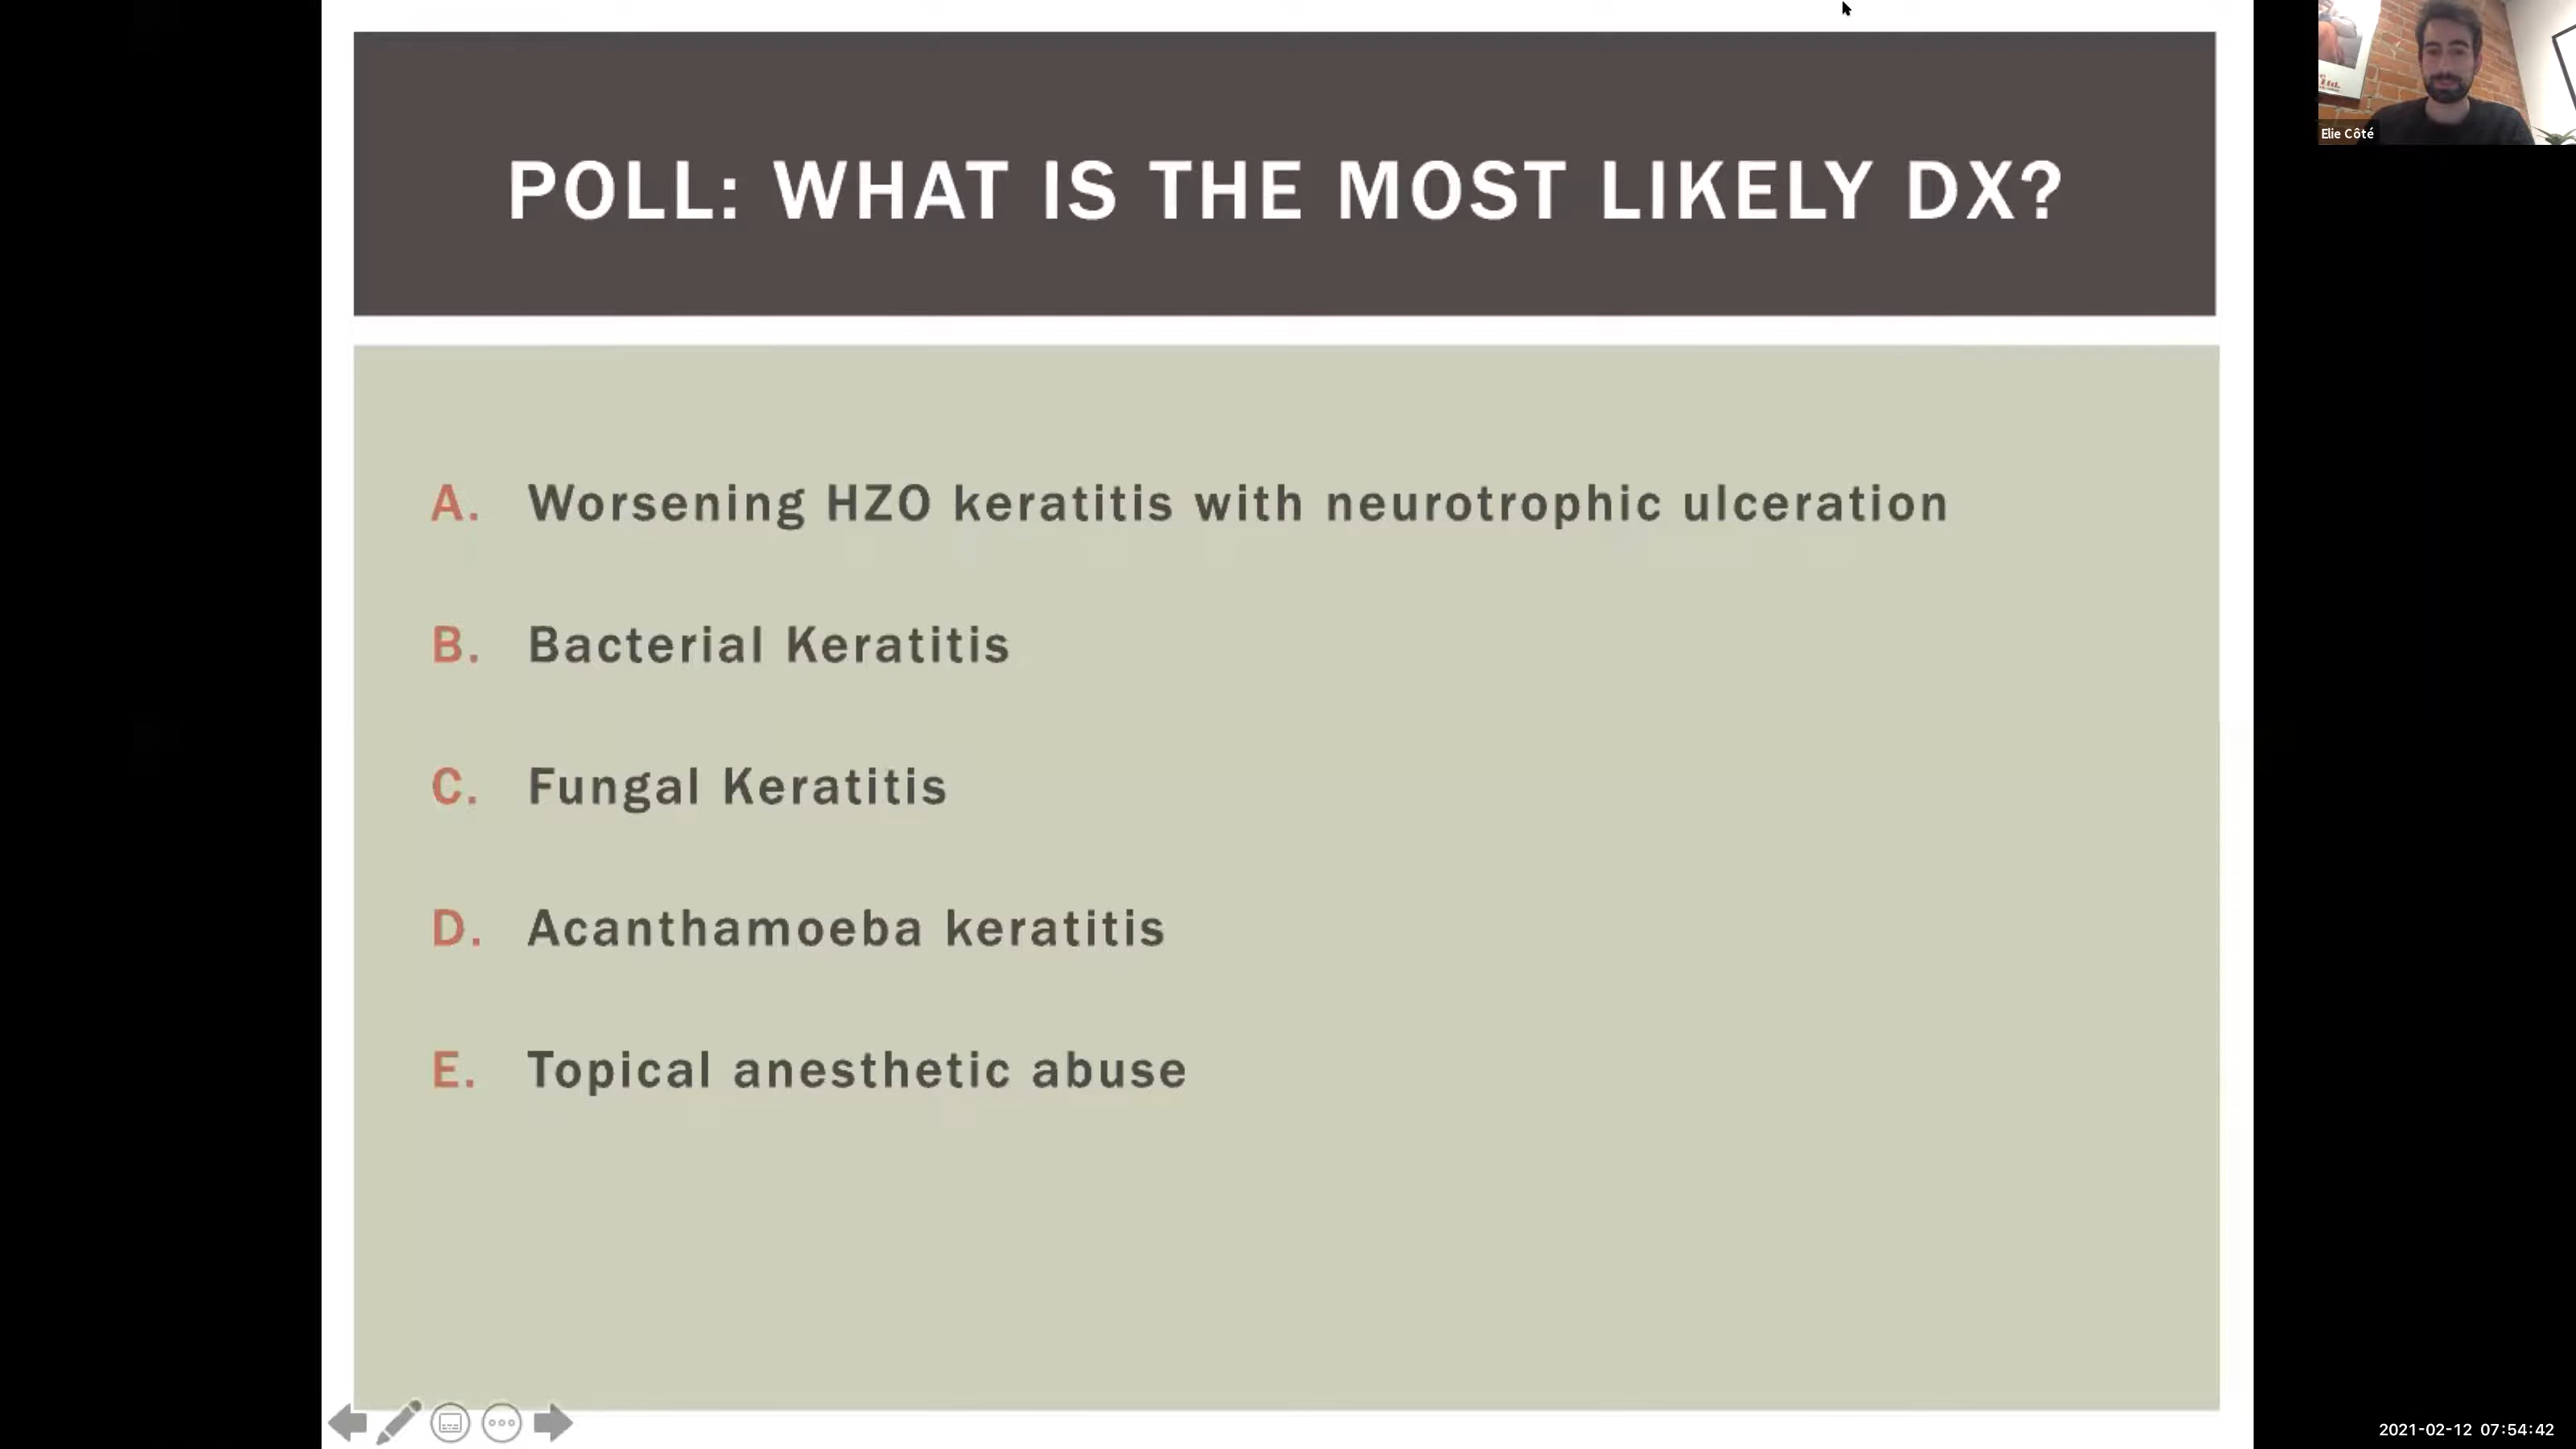 POLL: WHAT IS THE MOST LIKELY DX?
A. Worsening HZO keratitis with neurotrophic ulceration
B. Bacterial Keratitis
C. Fungal Keratitis
D. Acanthamoeba keratitis
E. Topical anesthetic abuse
Elie Côté
2021-02-12 07:54:42